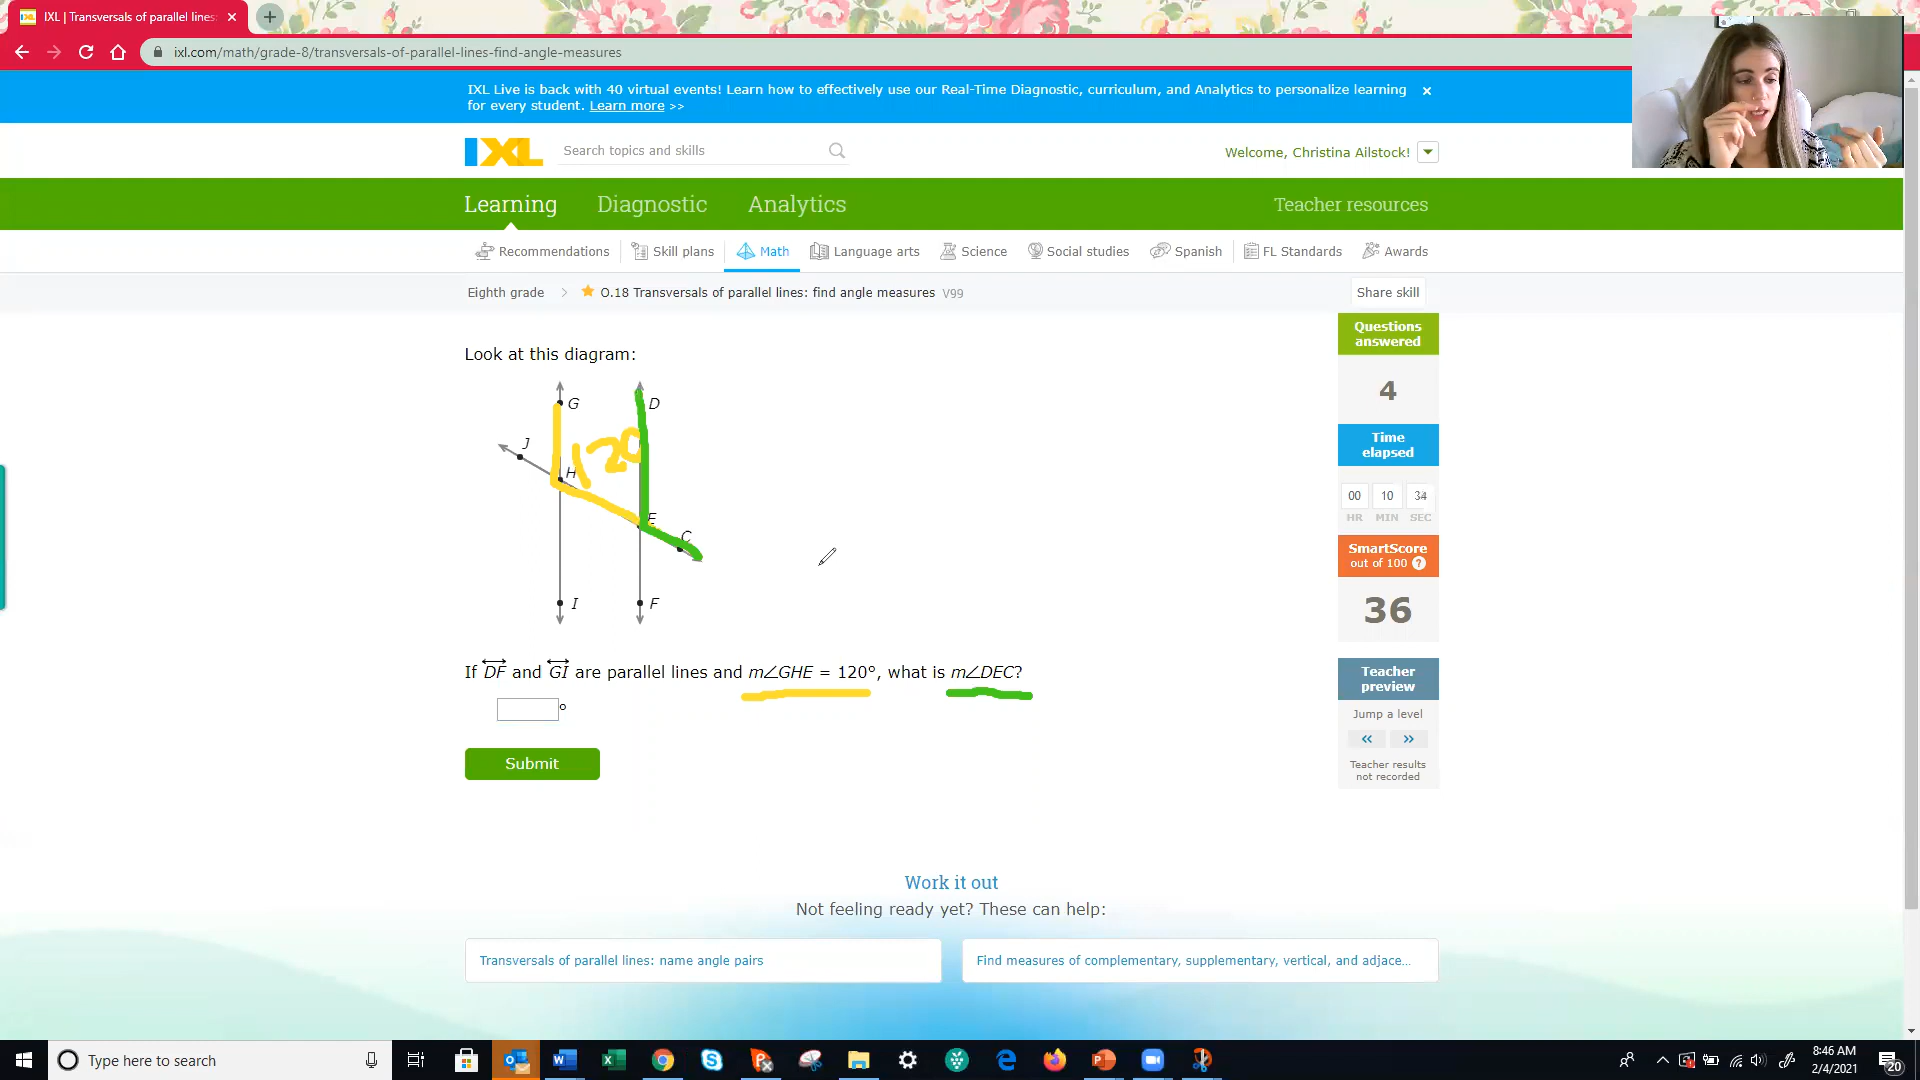 IXL | Transversals of parallel lines:
ixl.com/math/grade-8/transversals-of-parallel-lines-find-angle-measures
IXL Live is back with 40 virtual events! Learn how to effectively use our Real-Time Diagnostic, curriculum, and Analytics to personalize learning
for every student. Learn more >>
IXL
Search topics and skills
Welcome, Christina Ailstock!
Learning Diagnostic Analytics Teacher resources
Recommendations Skill plans Math Language arts Science Social studies Spanish FL Standards Awards
Eighth grade > O.18 Transversals of parallel lines: find angle measures V99
Share skill
Look at this diagram:
G
D
J
120
H
E
C
I
F
If DF and GI are parallel lines and m∠GHE = 120°, what is m∠DEC?
°
Submit
Questions
answered
4
Time
elapsed
00 10 34
HR MIN SEC
SmartScore
out of 100 ?
36
Teacher
preview
Jump a level
<< >>
Teacher results
not recorded
Work it out
Not feeling ready yet? These can help:
Transversals of parallel lines: name angle pairs
Find measures of complementary, supplementary, vertical, and adjace...
Type here to search
8:46 AM
2/4/2021
20